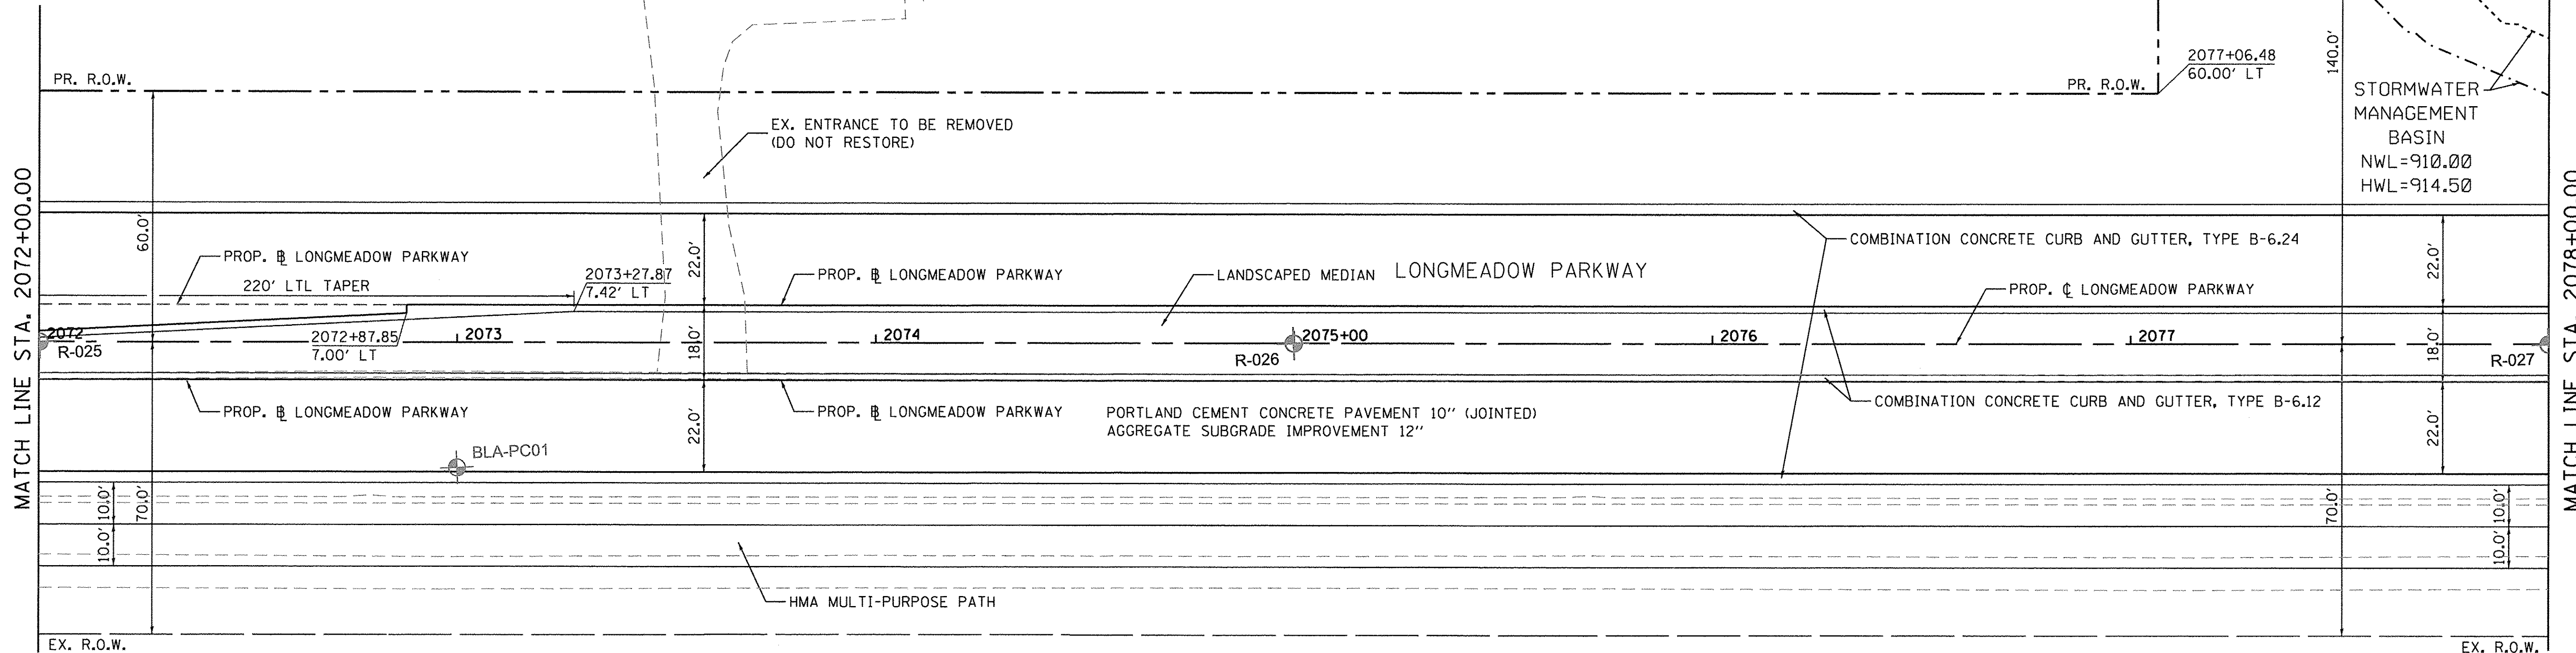 MATCH LINE STA. 2072+00.00
PR. R.O.W.
60.0'
EX. ENTRANCE TO BE REMOVED
(DO NOT RESTORE)
PR. R.O.W.
2077+06.48
60.00' LT
140.0'
STORMWATER
MANAGEMENT
BASIN
NWL=910.00
HWL=914.50
MATCH LINE STA. 2078+00.00
PROP. ℄ LONGMEADOW PARKWAY
220' LTL TAPER
2073+27.87
7.42' LT
22.0'
PROP. BL LONGMEADOW PARKWAY
LANDSCAPED MEDIAN
LONGMEADOW PARKWAY
COMBINATION CONCRETE CURB AND GUTTER, TYPE B-6.24
PROP. ℄ LONGMEADOW PARKWAY
22.0'
2072
R-025
2072+87.85
7.00' LT
2073
18.0'
2074
2075+00
R-026
2076
2077
18.0'
R-027
PROP. BL LONGMEADOW PARKWAY
PROP. BL LONGMEADOW PARKWAY
PORTLAND CEMENT CONCRETE PAVEMENT 10" (JOINTED)
AGGREGATE SUBGRADE IMPROVEMENT 12"
COMBINATION CONCRETE CURB AND GUTTER, TYPE B-6.12
22.0'
22.0'
BLA-PC01
10.0'
10.0'
70.0'
70.0'
10.0'
10.0'
HMA MULTI-PURPOSE PATH
EX. R.O.W.
EX. R.O.W.